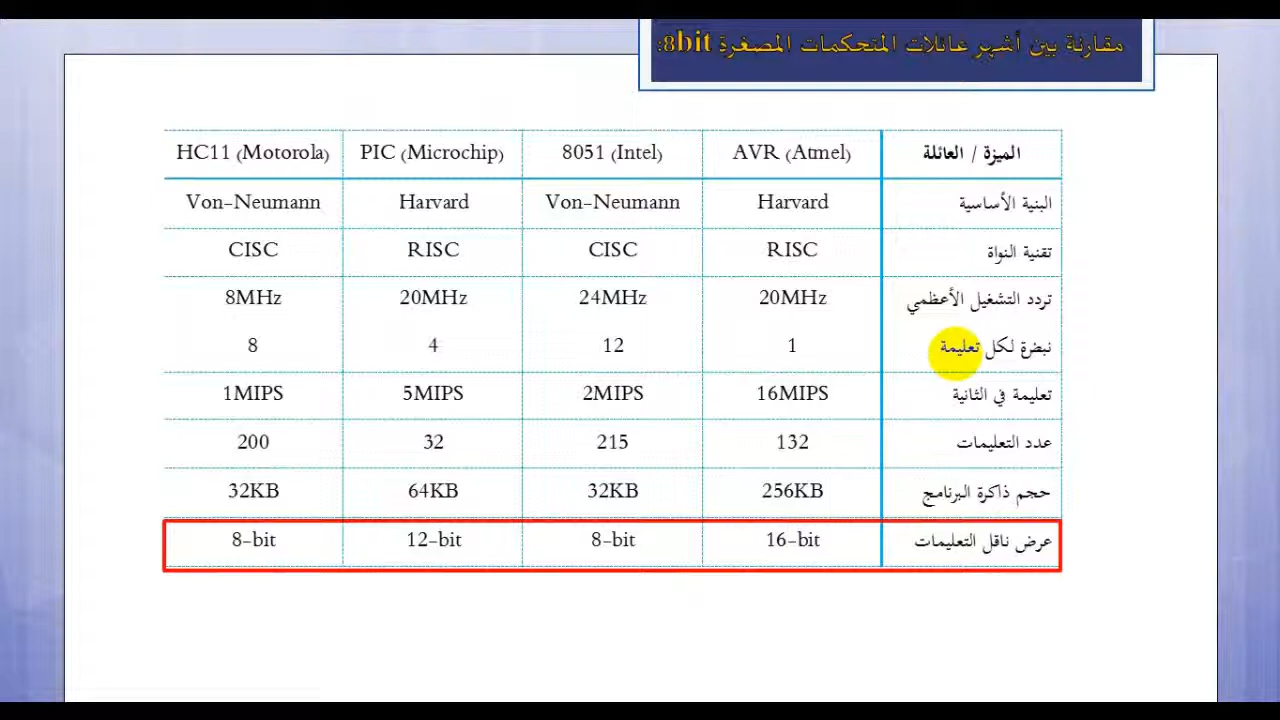 مقارنة بين أشهر عائلات المتحكمات المصغرة 8bit:
الميزة / العائلة AVR (Atmel) 8051 (Intel) PIC (Microchip) HC11 (Motorola)
البنية الأساسية Harvard Von-Neumann Harvard Von-Neumann
تقنية النواة RISC CISC RISC CISC
تردد التشغيل الأعظمي 20MHz 24MHz 20MHz 8MHz
نبضة لكل تعليمة 1 12 4 8
تعليمة في الثانية 16MIPS 2MIPS 5MIPS 1MIPS
عدد التعليمات 132 215 32 200
حجم ذاكرة البرنامج 256KB 32KB 64KB 32KB
عرض ناقل التعليمات 16-bit 8-bit 12-bit 8-bit